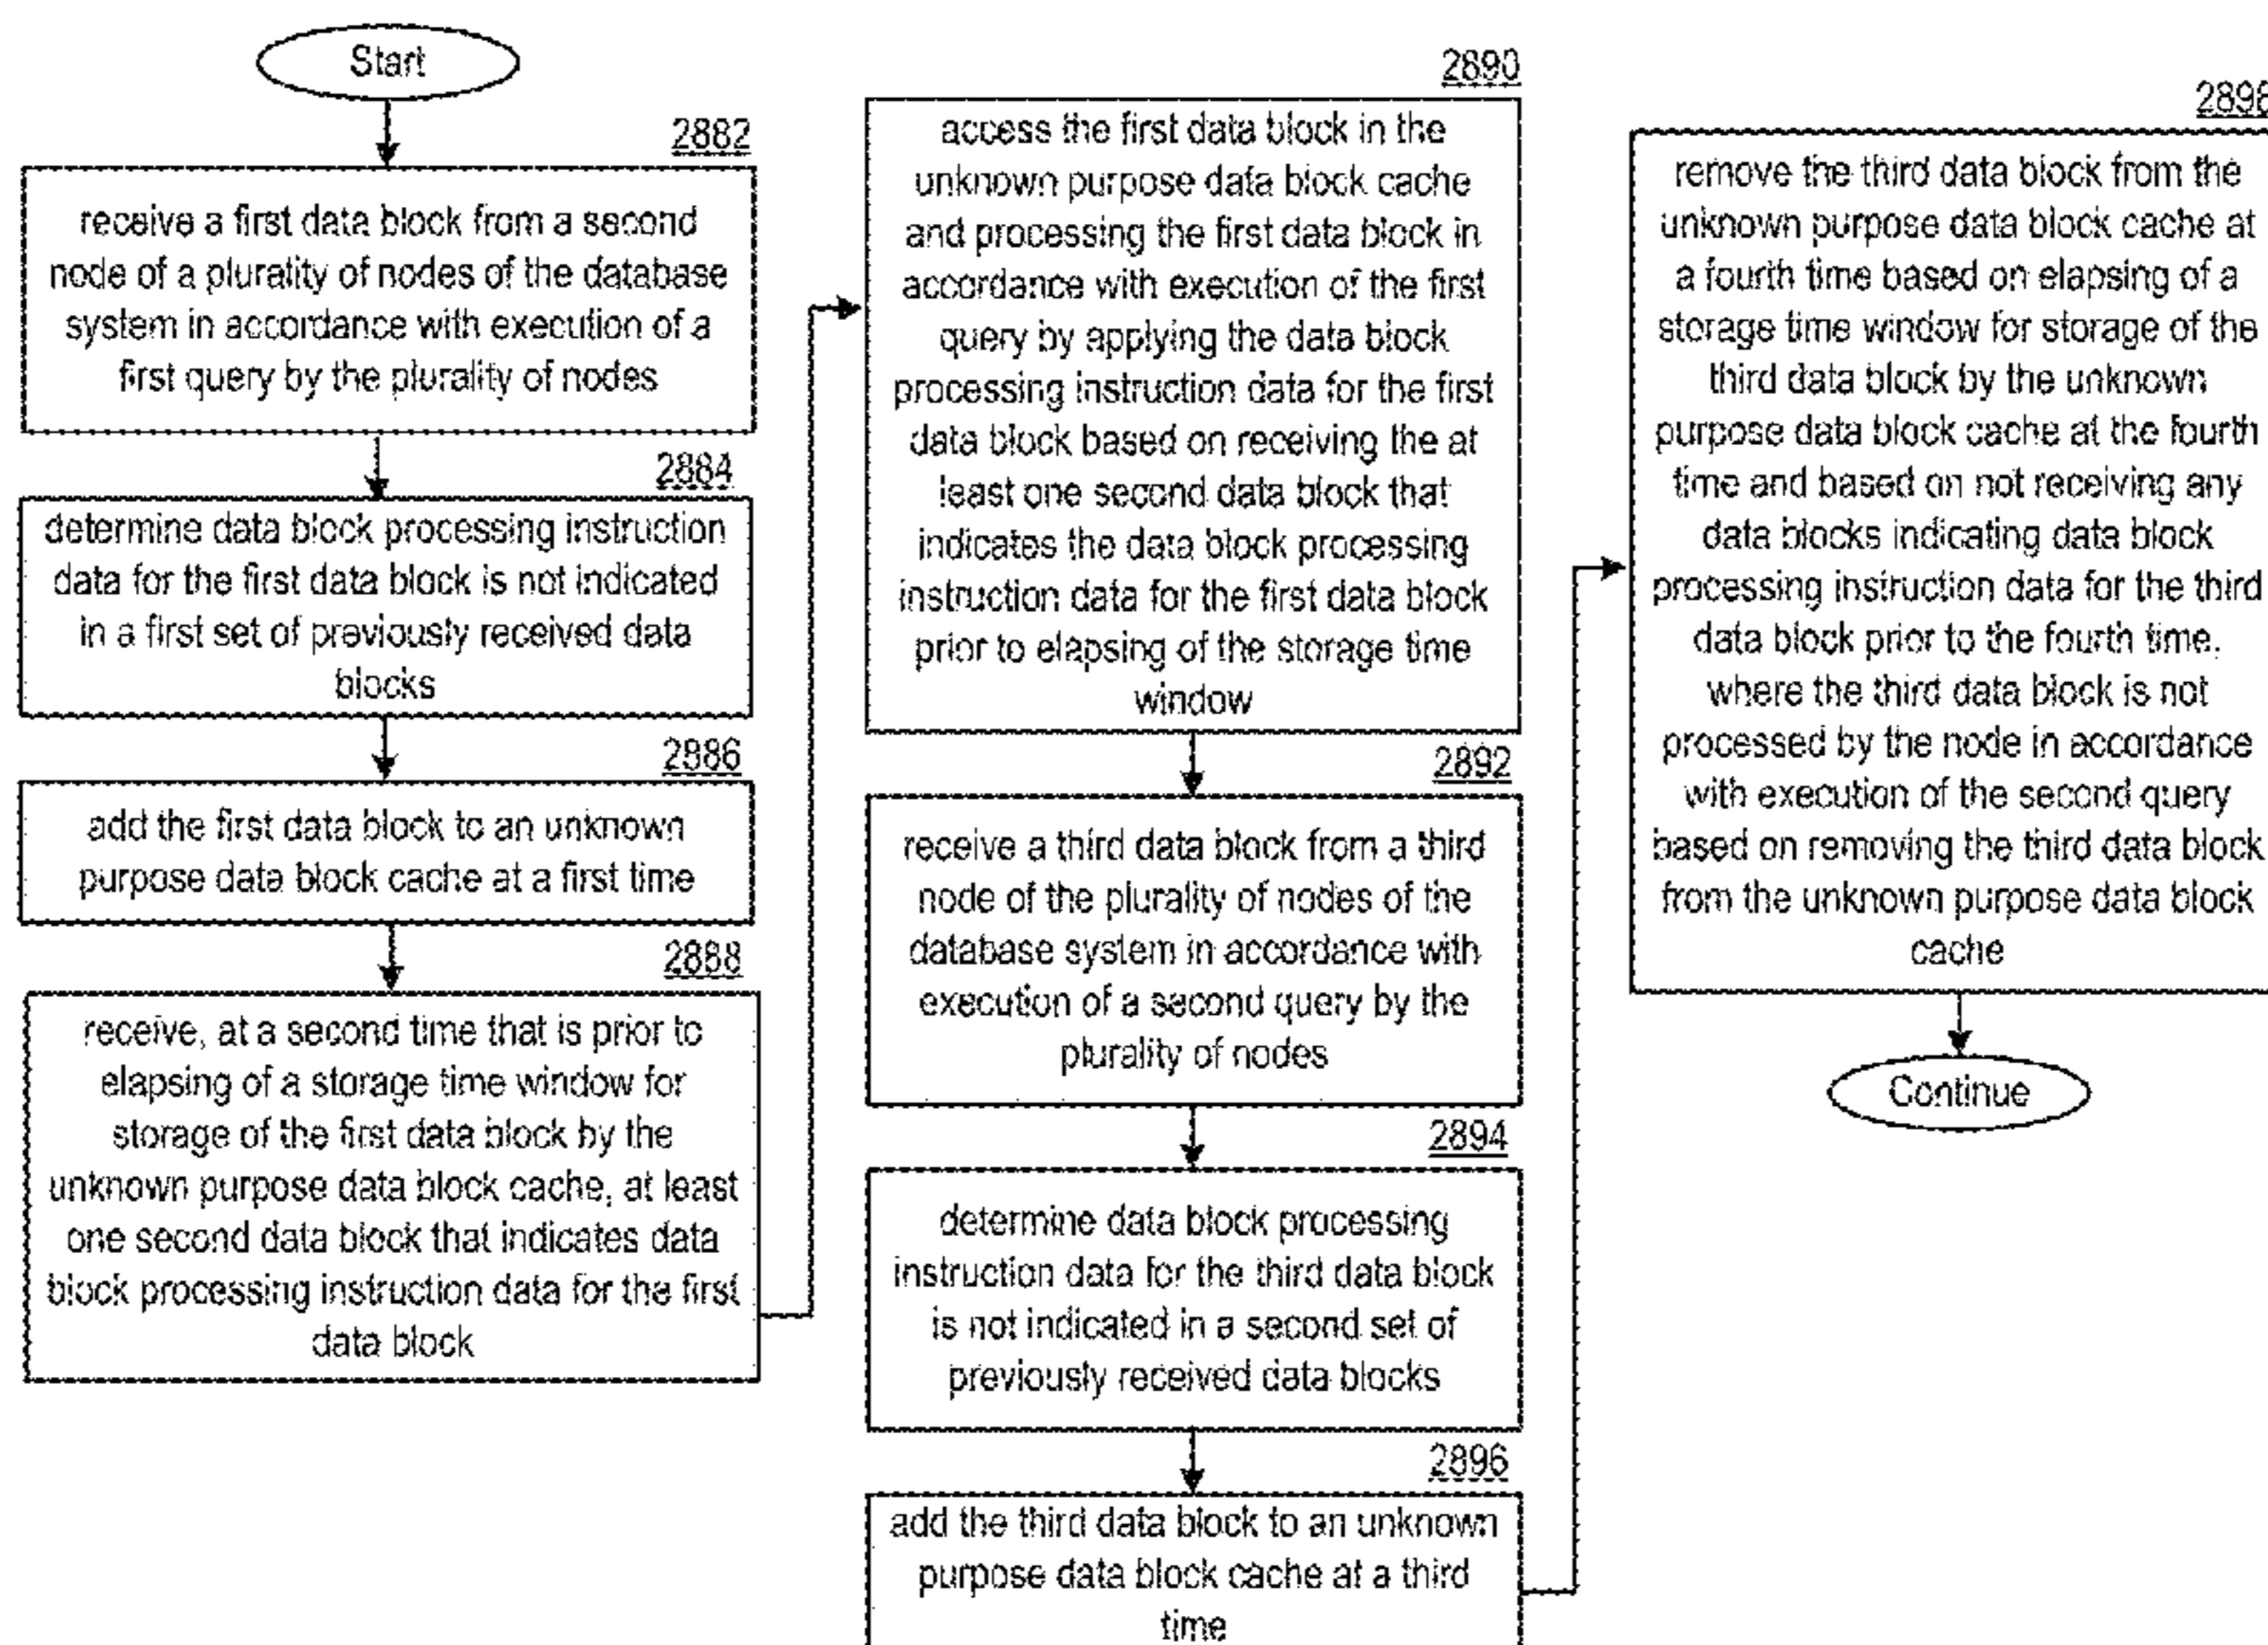 Start
2882
receive a first data block from a second
node of a plurality of nodes of the database
system in accordance with execution of a
first query by the plurality of nodes
2884
determine data block processing instruction
data for the first data block is not indicated
in a first set of previously received data
blocks
2886
add the first data block to an unknown
purpose data block cache at a first time
2888
receive, at a second time that is prior to
elapsing of a storage time window for
storage of the first data block by the
unknown purpose data block cache, at least
one second data block that indicates data
block processing instruction data for the first
data block
2890
access the first data block in the
unknown purpose data block cache
and processing the first data block in
accordance with execution of the first
query by applying the data block
processing instruction data for the first
data block based on receiving the at
least one second data block that
indicates the data block processing
instruction data for the first data block
prior to elapsing of the storage time
window
2892
receive a third data block from a third
node of the plurality of nodes of the
database system in accordance with
execution of a second query by the
plurality of nodes
2894
determine data block processing
instruction data for the third data block
is not indicated in a second set of
previously received data blocks
2896
add the third data block to an unknown
purpose data block cache at a third
time
2898
remove the third data block from the
unknown purpose data block cache at
a fourth time based on elapsing of a
storage time window for storage of the
third data block by the unknown
purpose data block cache at the fourth
time and based on not receiving any
data blocks indicating data block
processing instruction data for the third
data block prior to the fourth time,
where the third data block is not
processed by the node in accordance
with execution of the second query
based on removing the third data block
from the unknown purpose data block
cache
Continue